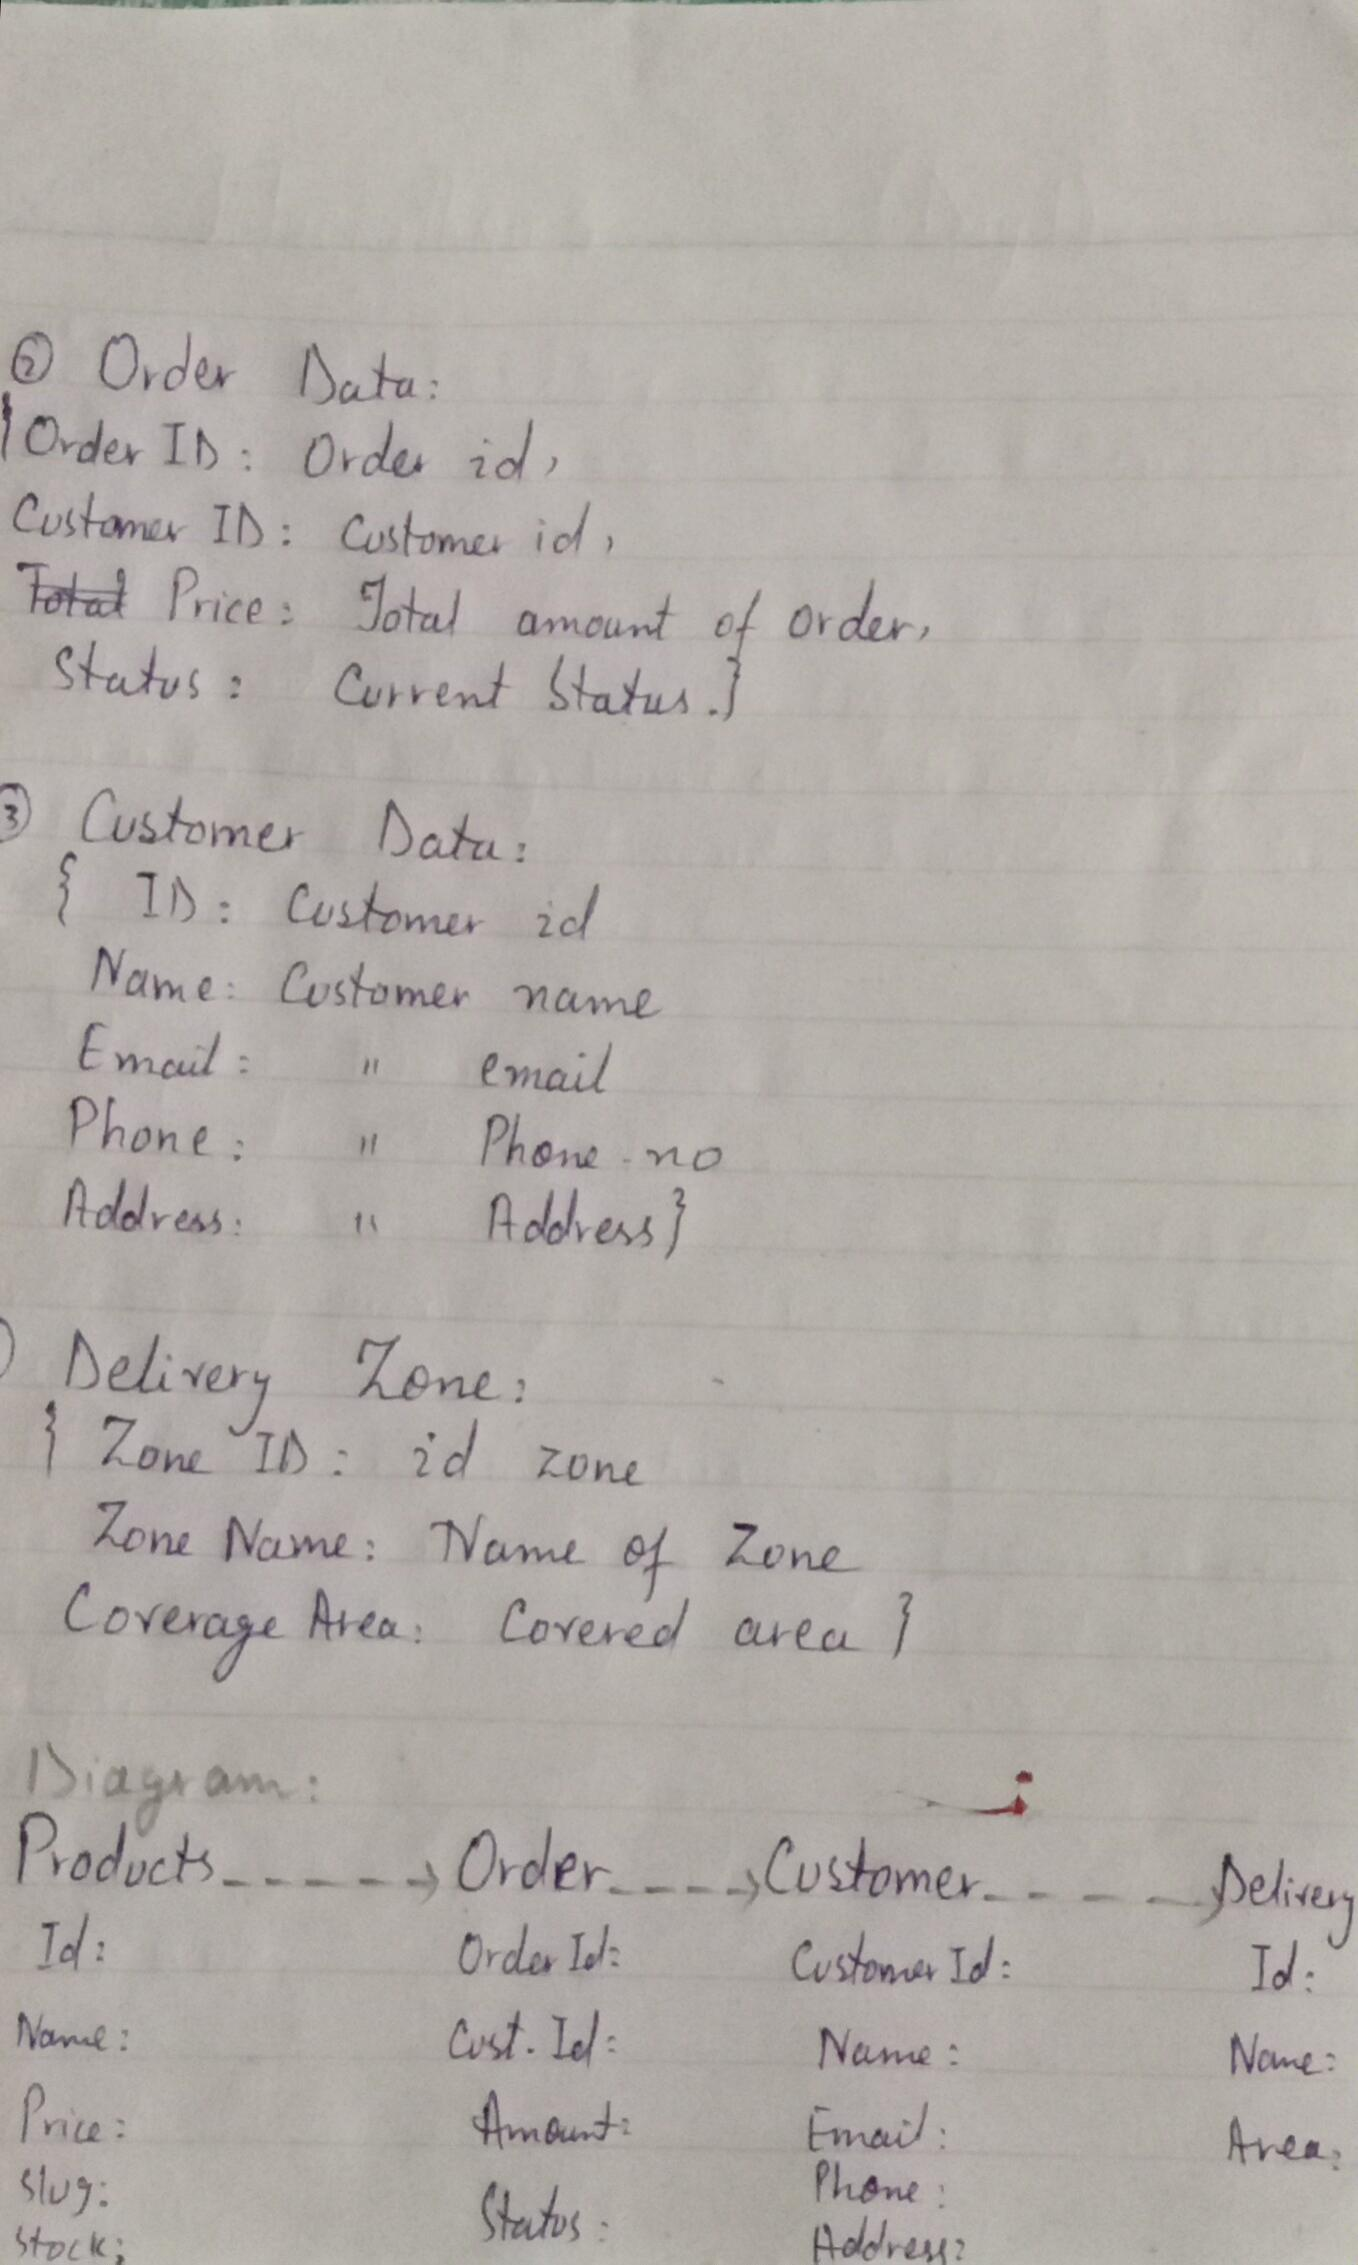 ② Order Data:
{Order ID: Order id,
Customer ID: Customer id,
Total Price: Total amount of order,
Status: Current Status.}
③ Customer Data:
{ ID: Customer id
Name: Customer name
Email: " email
Phone: " Phone-no
Address: " Address}
Delivery Zone:
{ Zone ID: id zone
Zone Name: Name of Zone
Coverage Area: Covered area }
Diagram:
Products -----> Order ----> Customer - - - -> Delivery
Id: Order Id: Customer Id: Id:
Name: Cust. Id: Name: Name:
Price: Amount: Email: Area:
Slug: Status: Phone:
Stock: Address: